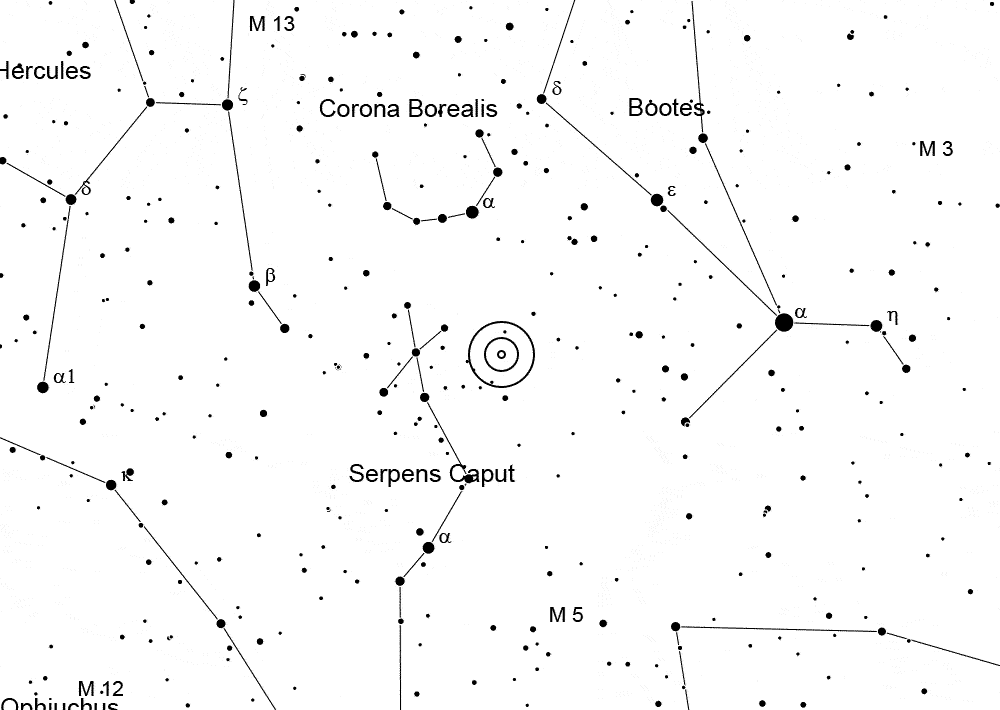 M 13
Hercules
ζ
Corona Borealis
δ
Bootes
M 3
δ
ε
α
β
α
η
α1
κ
Serpens Caput
α
M 5
M 12
Ophiuchus